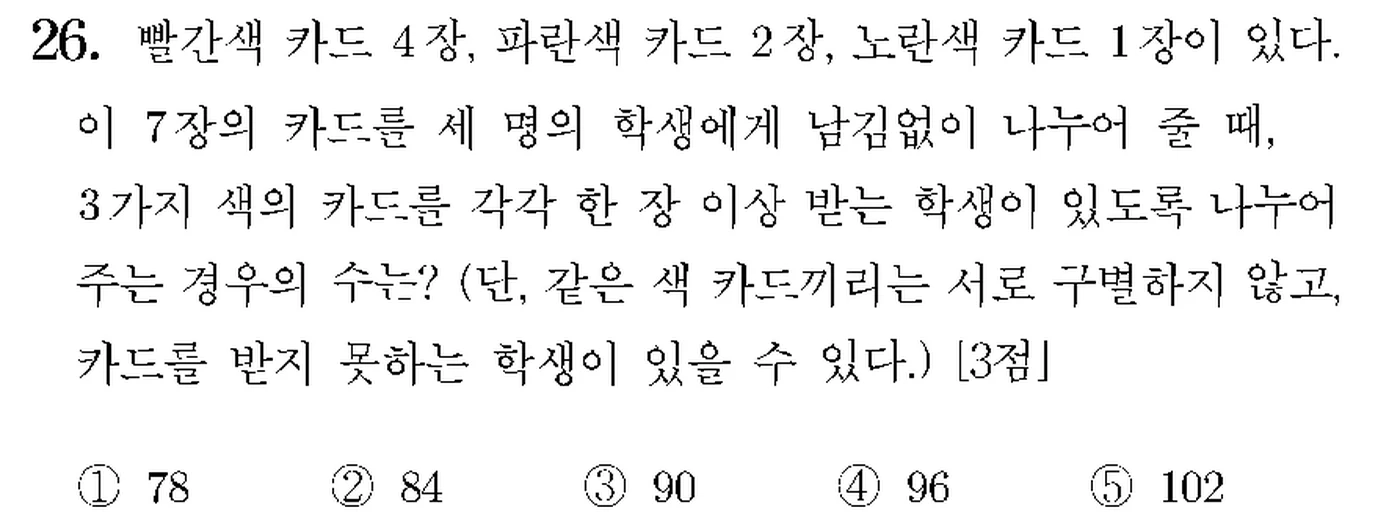 26. 빨간색 카드 4장, 파란색 카드 2장, 노란색 카드 1장이 있다.
이 7장의 카드를 세 명의 학생에게 남김없이 나누어 줄 때,
3가지 색의 카드를 각각 한 장 이상 받는 학생이 있도록 나누어
주는 경우의 수는? (단, 같은 색 카드끼리는 서로 구별하지 않고,
카드를 받지 못하는 학생이 있을 수 있다.) [3점]
① 78 ② 84 ③ 90 ④ 96 ⑤ 102